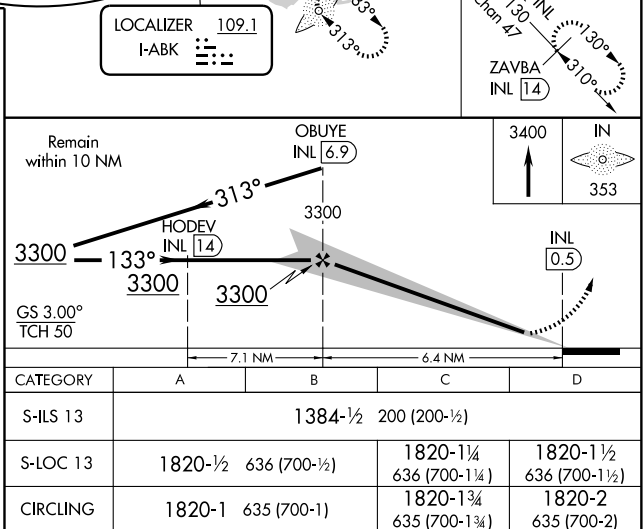 LOCALIZER 109.1
I-ABK
313°
INL
130
Chan 47
130°
310°
ZAVBA
INL 14
Remain
within 10 NM
OBUYE
INL 6.9
3400
IN
353
313°
3300
HODEV
INL 14
INL
0.5
3300
133°
3300
3300
GS 3.00°
TCH 50
7.1 NM
6.4 NM
CATEGORY A B C D
S-ILS 13 1384-½ 200 (200-½)
S-LOC 13 1820-½ 636 (700-½) 1820-1¼ 636 (700-1¼) 1820-1½ 636 (700-1½)
CIRCLING 1820-1 635 (700-1) 1820-1¾ 635 (700-1¾) 1820-2 635 (700-2)